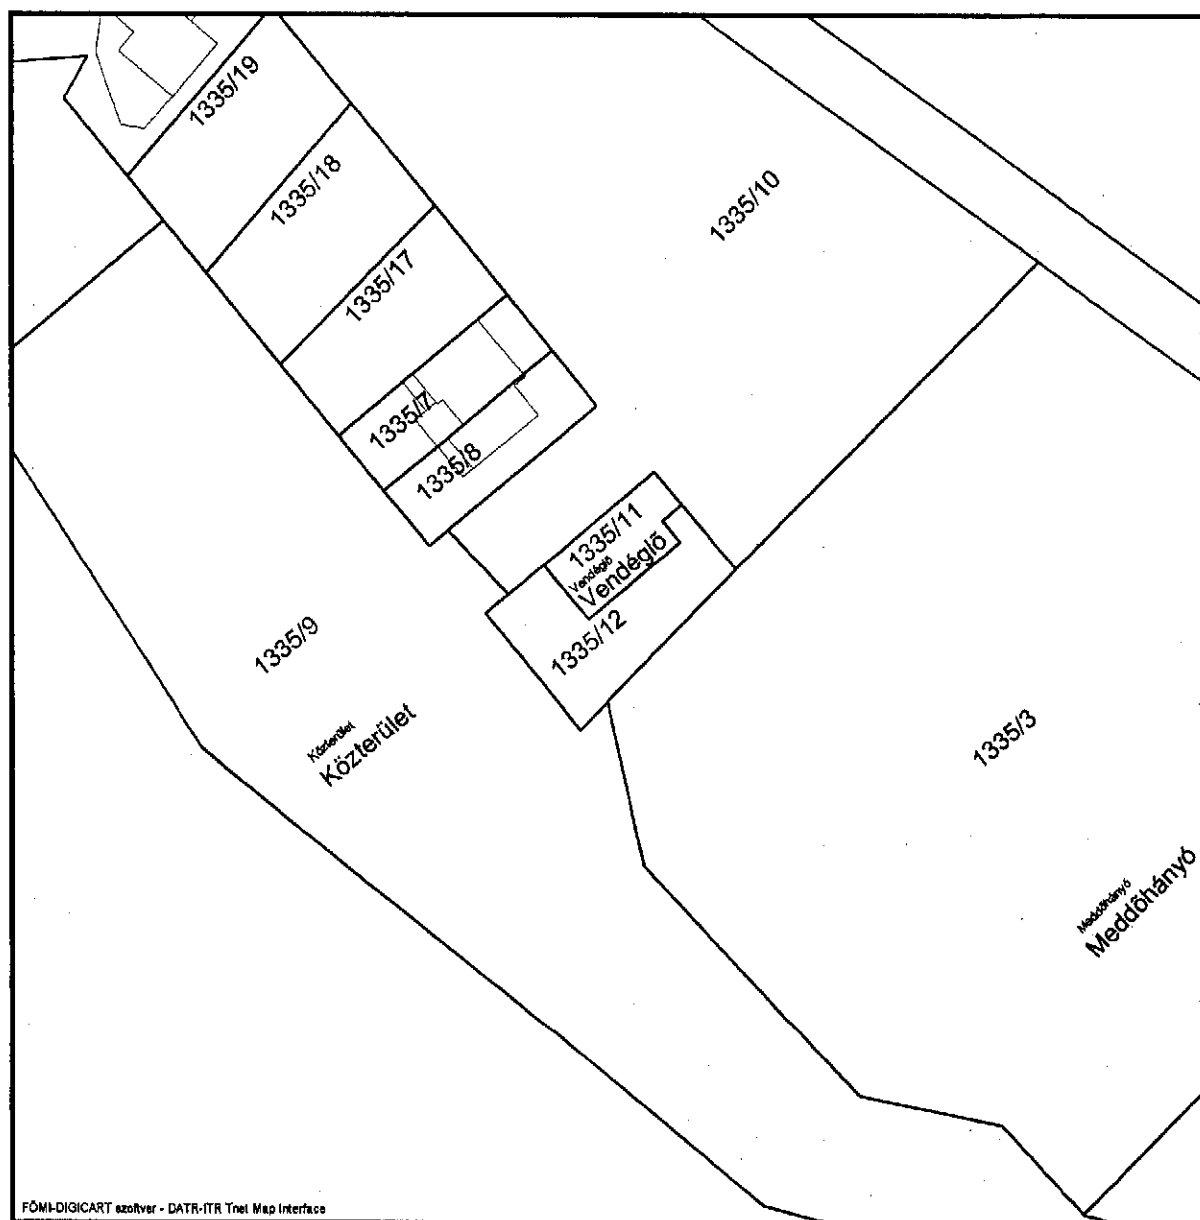 1335/19
1335/18
1335/10
1335/17
1335/7
1335/8
1335/11
Vendéglő
Vendéglő
1335/12
1335/9
Közterület
Közterület
1335/3
Meddőhányó
Meddőhányó
FÖMI-DIGICART szoftver - DATR-ITR Tnet Map Interface